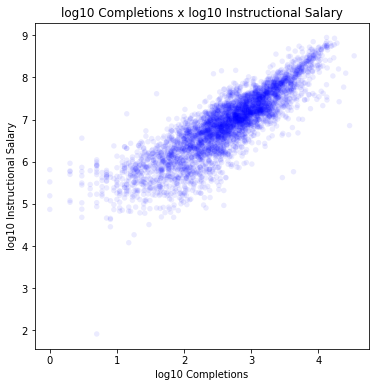 log10 Completions x log10 Instructional Salary
log10 Instructional Salary
9
8
7
6
5
4
3
2
0 1 2 3 4
log10 Completions